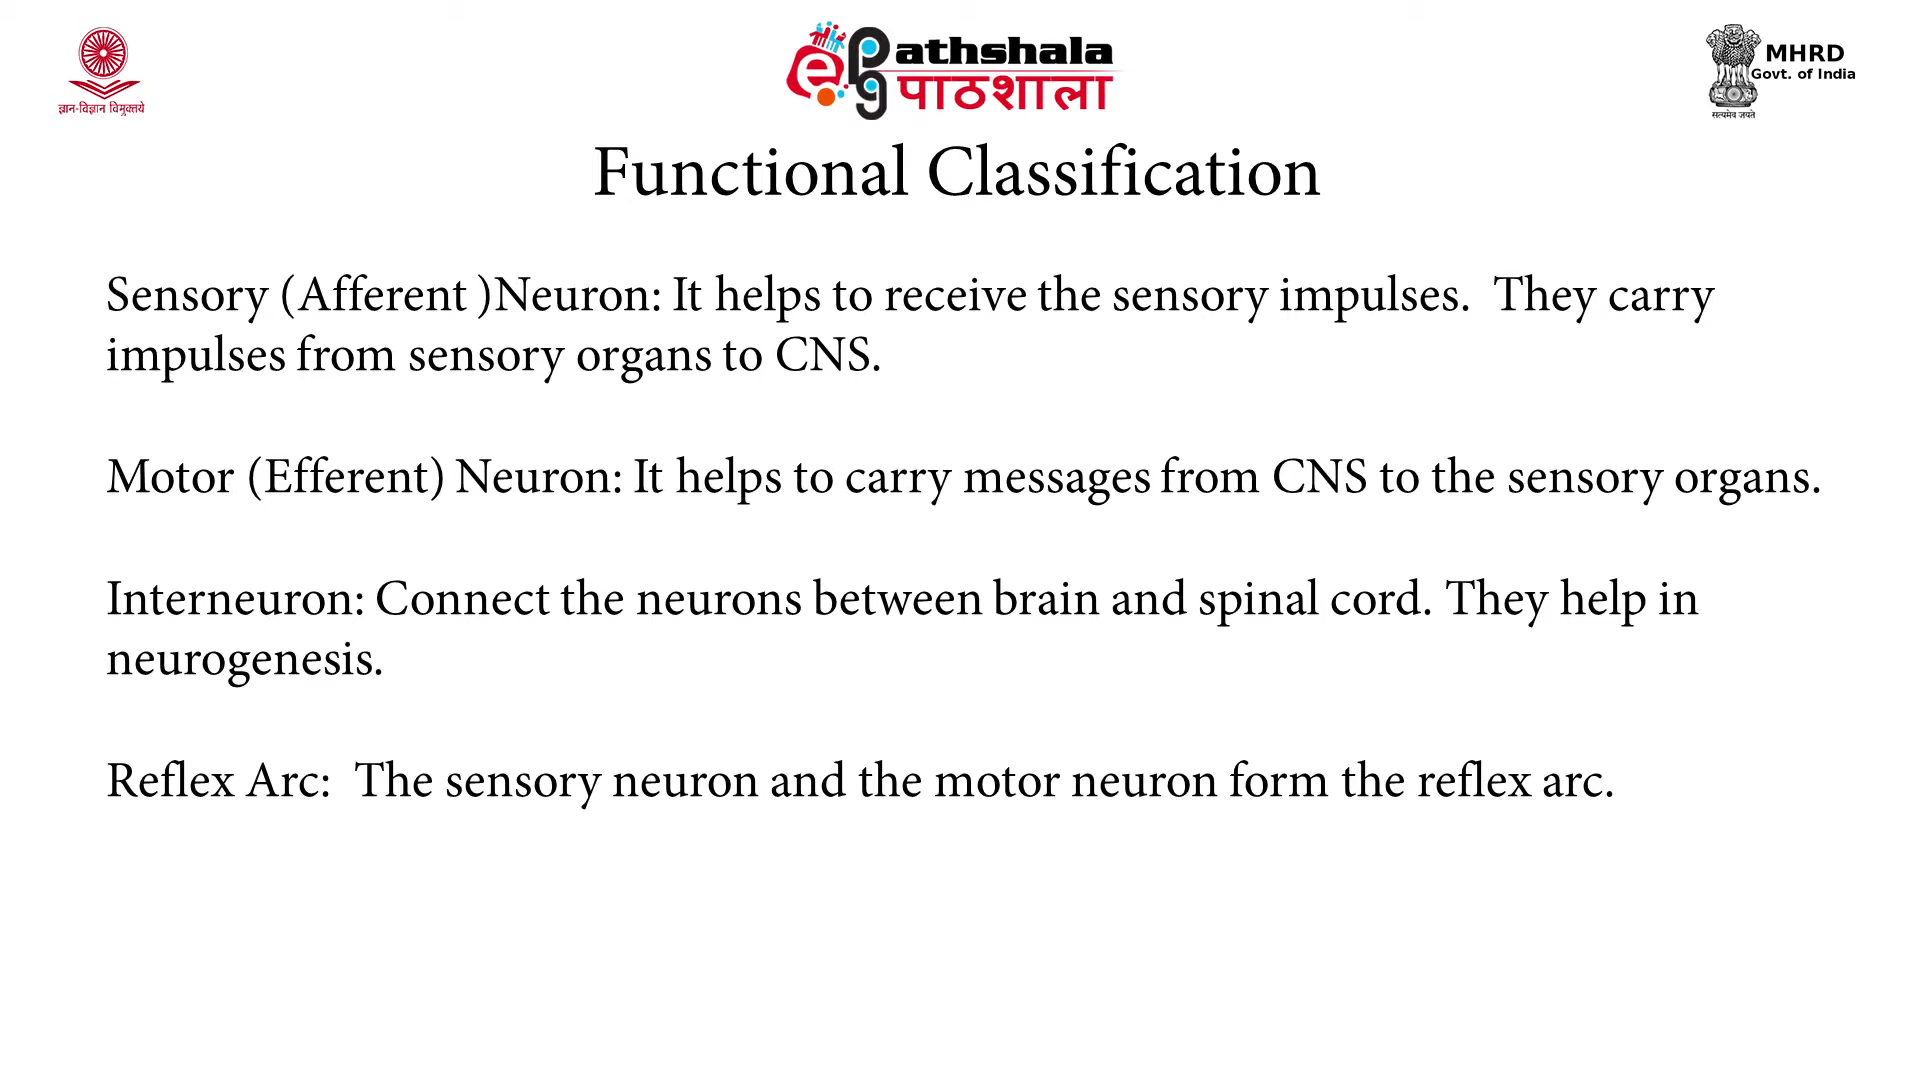 ज्ञान-विज्ञान विमुक्तये
ePathshala
पाठशाला
MHRD
Govt. of India
सत्यमेव जयते
Functional Classification
Sensory (Afferent )Neuron: It helps to receive the sensory impulses.  They carry
impulses from sensory organs to CNS.
Motor (Efferent) Neuron: It helps to carry messages from CNS to the sensory organs.
Interneuron: Connect the neurons between brain and spinal cord. They help in
neurogenesis.
Reflex Arc:  The sensory neuron and the motor neuron form the reflex arc.